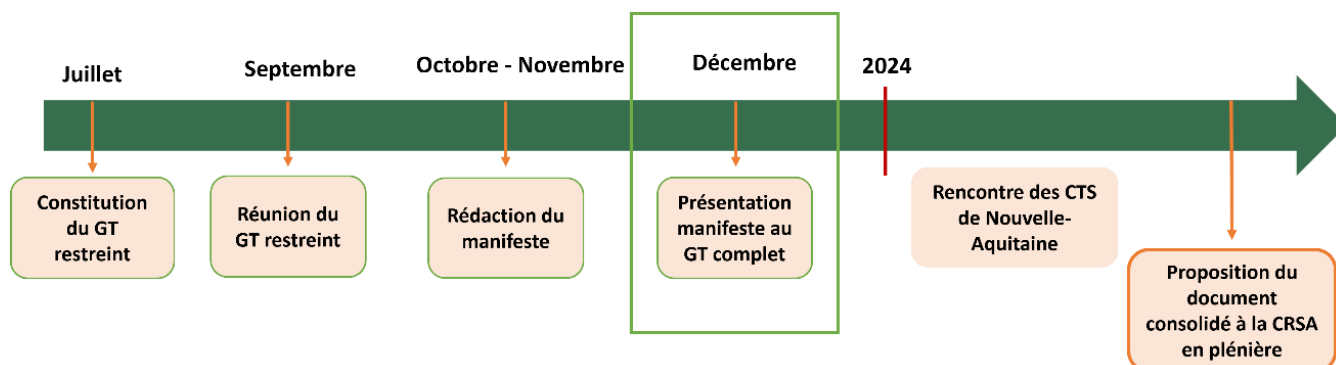 Juillet
Septembre
Octobre - Novembre
Décembre
2024
Constitution
du GT
restreint
Réunion du
GT restreint
Rédaction du
manifeste
Présentation
manifeste au
GT complet
Rencontre des CTS
de Nouvelle-
Aquitaine
Proposition du
document
consolidé à la CRSA
en plénière